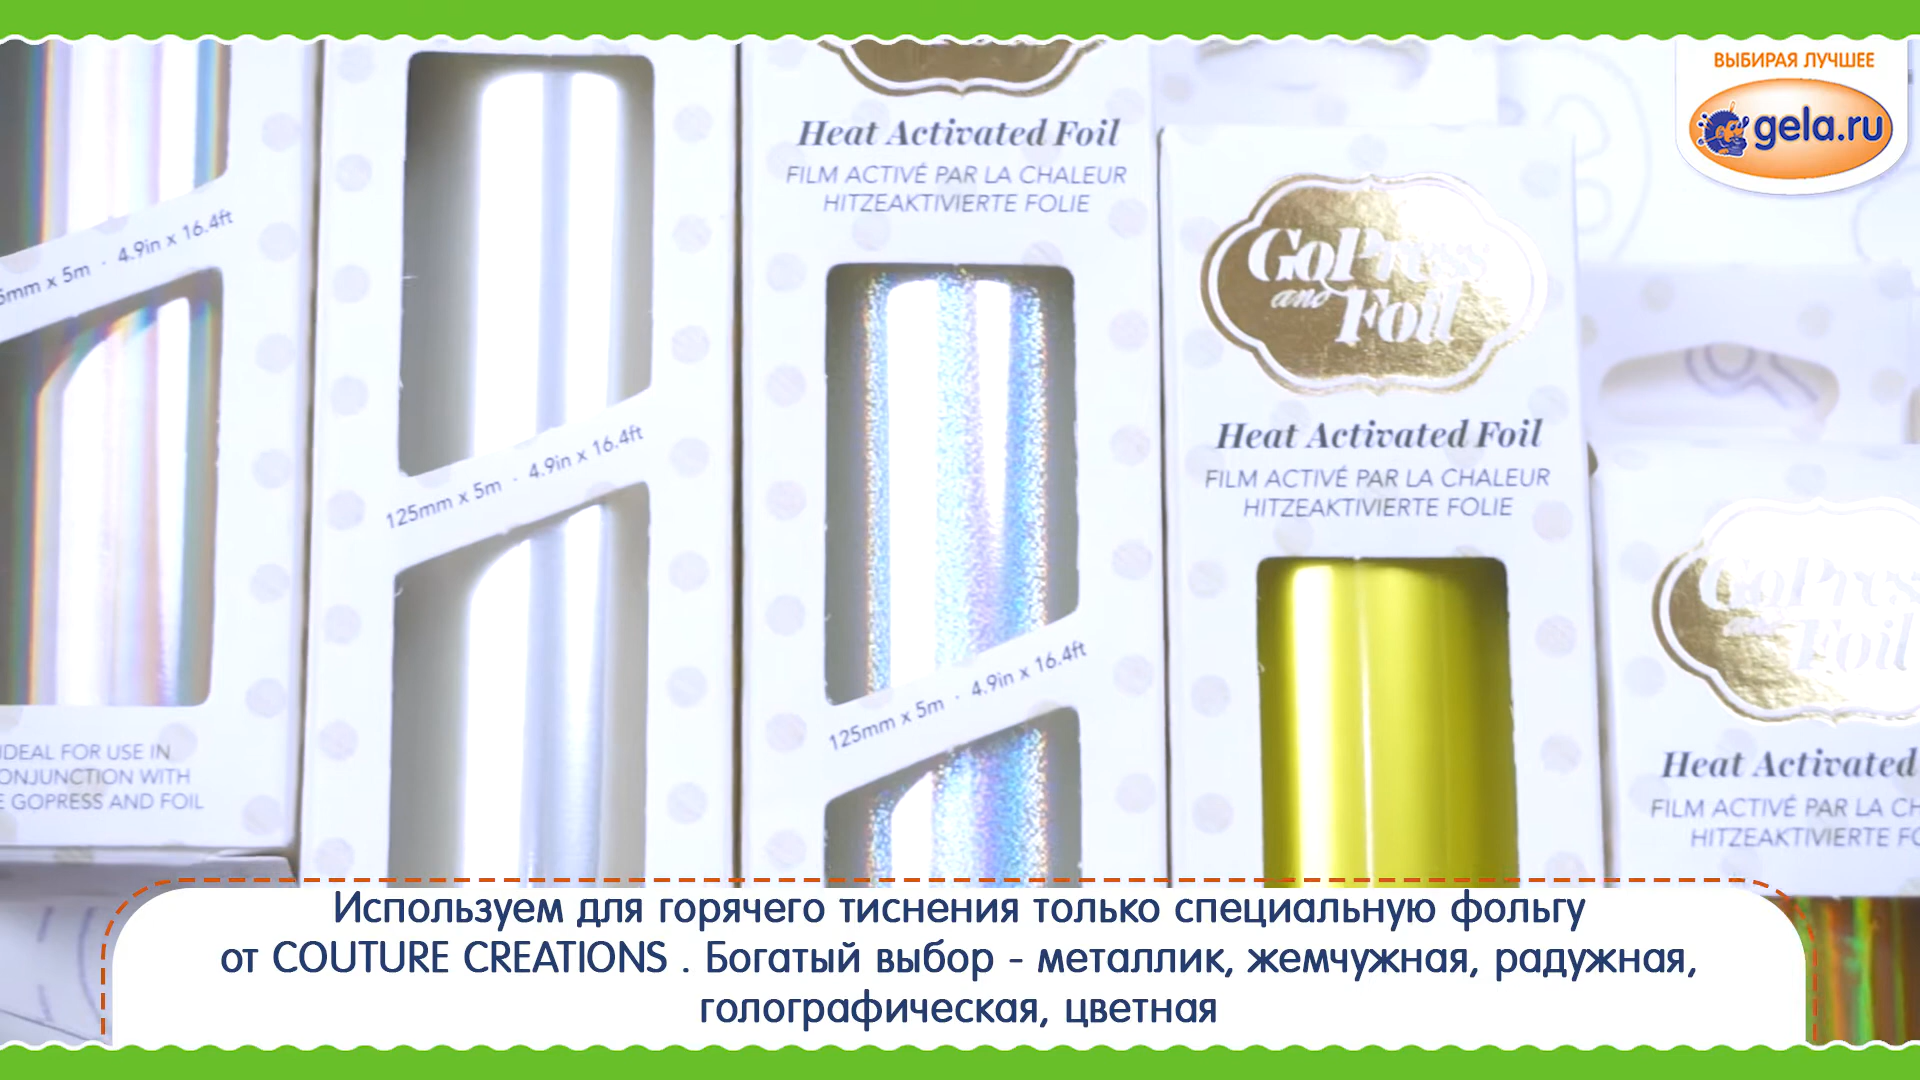 ВЫБИРАЯ ЛУЧШЕЕ
gela.ru
5mm x 5m · 4.9in x 16.4ft
IDEAL FOR USE IN
ONJUNCTION WITH
E GOPRESS AND FOIL
125mm x 5m · 4.9in x 16.4ft
Heat Activated Foil
FILM ACTIVÉ PAR LA CHALEUR
HITZEAKTIVIERTE FOLIE
125mm x 5m · 4.9in x 16.4ft
GoPress
and Foil
Heat Activated Foil
FILM ACTIVÉ PAR LA CHALEUR
HITZEAKTIVIERTE FOLIE
GoPres
and Foil
Heat Activated
FILM ACTIVÉ PAR LA CH
HITZEAKTIVIERTE FO
Используем для горячего тиснения только специальную фольгу
от COUTURE CREATIONS . Богатый выбор - металлик, жемчужная, радужная,
голографическая, цветная